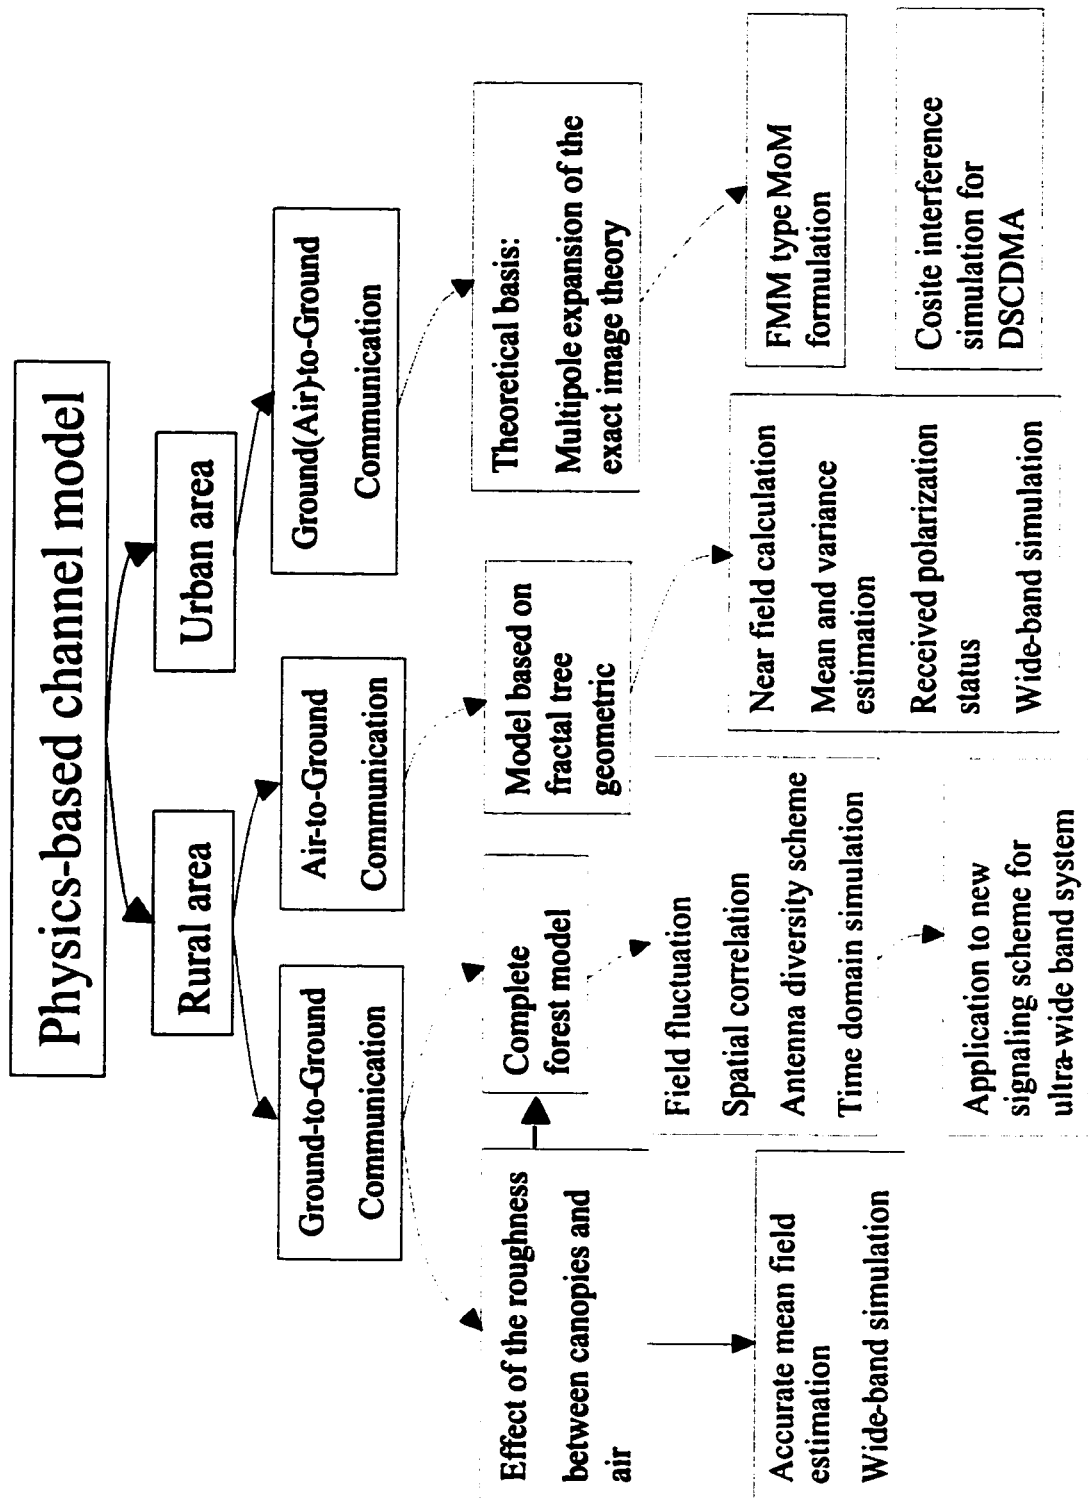 Physics-based channel model
Rural area
Urban area
Ground-to-Ground
Communication
Air-to-Ground
Communication
Ground(Air)-to-Ground
Communication
Effect of the roughness
between canopies and
air
Complete
forest model
Model based on
fractal tree
geometric
Theoretical basis:
Multipole expansion of the
exact image theory
Accurate mean field
estimation
Wide-band simulation
Field fluctuation
Spatial correlation
Antenna diversity scheme
Time domain simulation
Near field calculation
Mean and variance
estimation
Received polarization
status
Wide-band simulation
FMM type MoM
formulation
Application to new
signaling scheme for
ultra-wide band system
Cosite interference
simulation for
DSCDMA